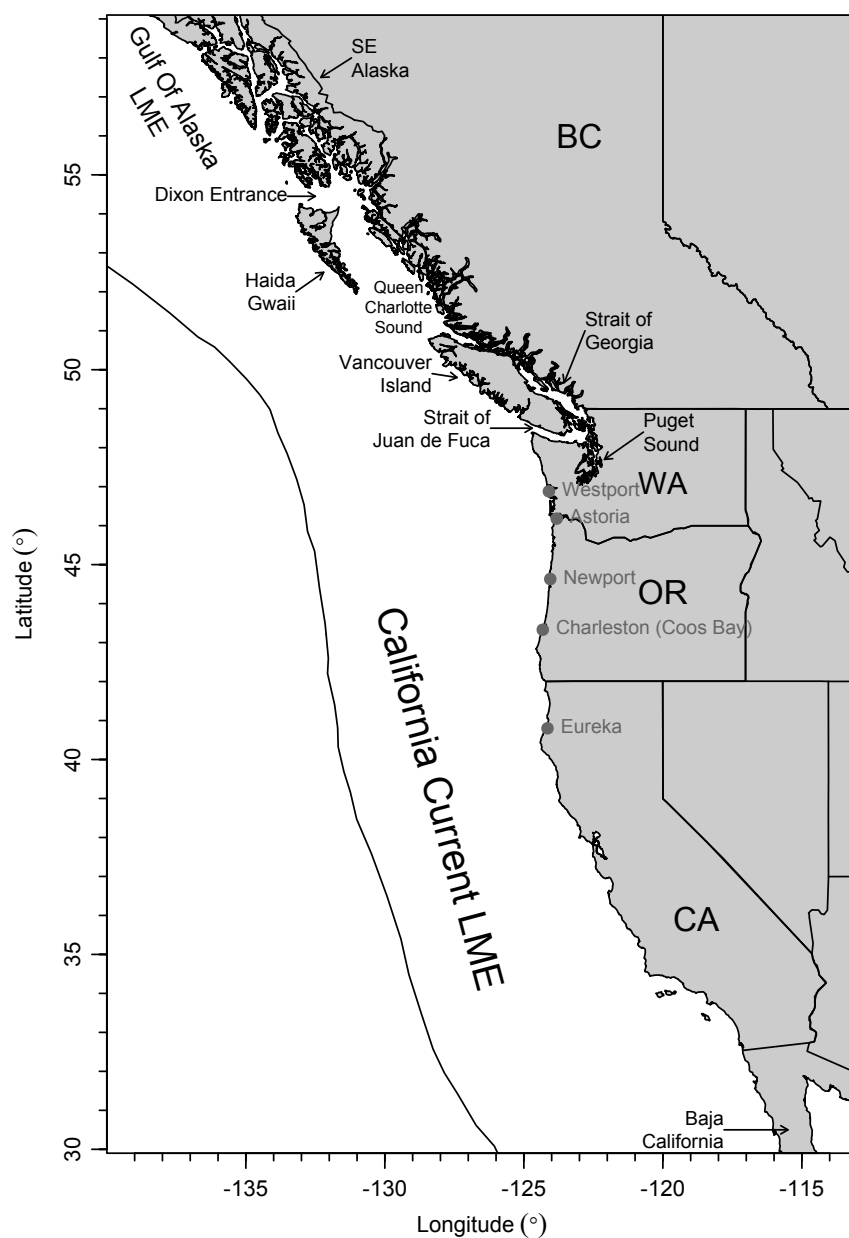 SE
Alaska
Gulf Of Alaska
LME
BC
Dixon Entrance
Haida
Gwaii
Queen
Charlotte
Sound
Strait of
Georgia
Vancouver
Island
Strait of
Juan de Fuca
Puget
Sound
WA
Westport
Astoria
Newport
OR
Charleston (Coos Bay)
Eureka
California Current LME
CA
Baja
California
55
50
45
40
35
30
Latitude (°)
-135 -130 -125 -120 -115
Longitude (°)